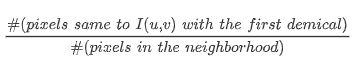 #(pixels same to I(u,v) with the first demical)
#(pixels in the neighborhood)